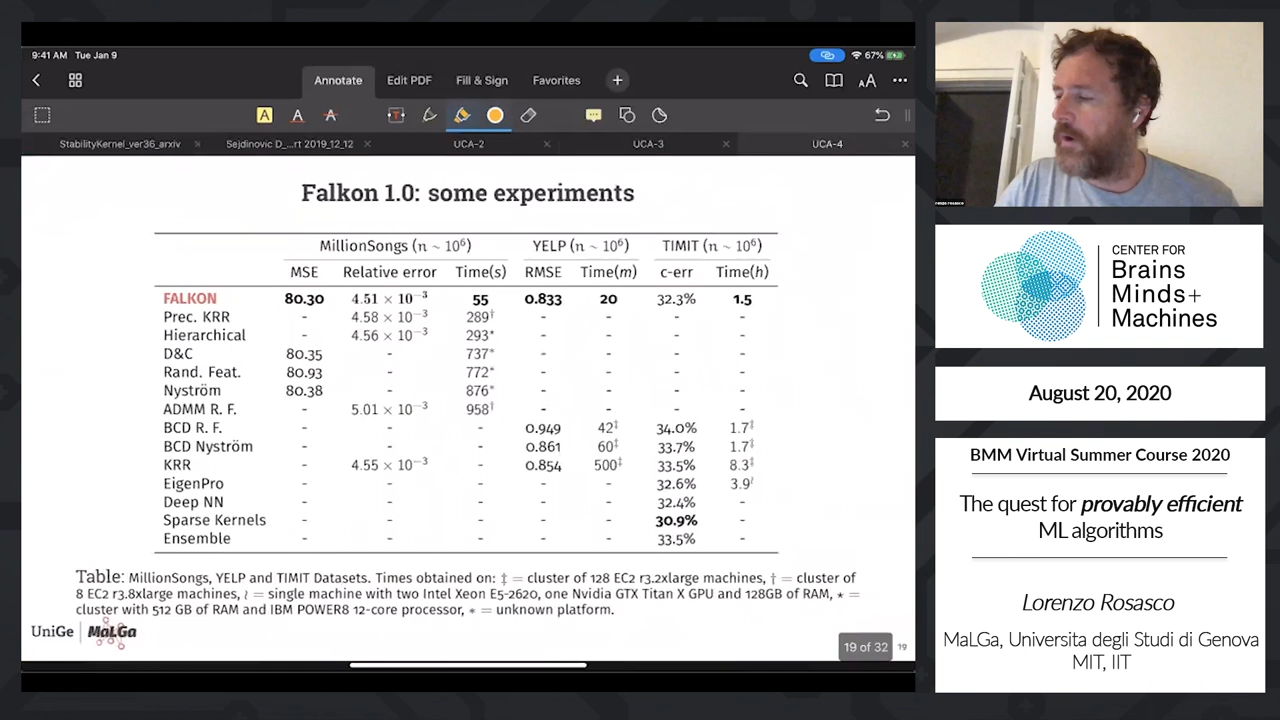 9:41 AM Tue Jan 9
67%
Annotate Edit PDF Fill & Sign Favorites
StabilityKernel_ver36_arxiv Sejdinovic D_...rt 2019_12_12 UCA-2 UCA-3 UCA-4
Falkon 1.0: some experiments
MillionSongs (n ~ 10⁶) YELP (n ~ 10⁶) TIMIT (n ~ 10⁶)
MSE Relative error Time(s) RMSE Time(m) c-err Time(h)
FALKON 80.30 4.51 × 10⁻³ 55 0.833 20 32.3% 1.5
Prec. KRR - 4.58 × 10⁻³ 289† - - - -
Hierarchical - 4.56 × 10⁻³ 293* - - - -
D&C 80.35 - 737* - - - -
Rand. Feat. 80.93 - 772* - - - -
Nyström 80.38 - 876* - - - -
ADMM R. F. - 5.01 × 10⁻³ 958† - - - -
BCD R. F. - - - 0.949 42‡ 34.0% 1.7‡
BCD Nyström - - - 0.861 60‡ 33.7% 1.7‡
KRR - 4.55 × 10⁻³ - 0.854 500‡ 33.5% 8.3‡
EigenPro - - - - - 32.6% 3.9≀
Deep NN - - - - - 32.4% -
Sparse Kernels - - - - - 30.9% -
Ensemble - - - - - 33.5% -
Table: MillionSongs, YELP and TIMIT Datasets. Times obtained on: ‡ = cluster of 128 EC2 r3.2xlarge machines, † = cluster of
8 EC2 r3.8xlarge machines, ≀ = single machine with two Intel Xeon E5-2620, one Nvidia GTX Titan X GPU and 128GB of RAM, ⋆ =
cluster with 512 GB of RAM and IBM POWER8 12-core processor, ∗ = unknown platform.
UniGe MaLGa
19 of 32 19
CENTER FOR
Brains
Minds+
Machines
August 20, 2020
BMM Virtual Summer Course 2020
The quest for provably efficient
ML algorithms
Lorenzo Rosasco
MaLGa, Universita degli Studi di Genova
MIT, IIT